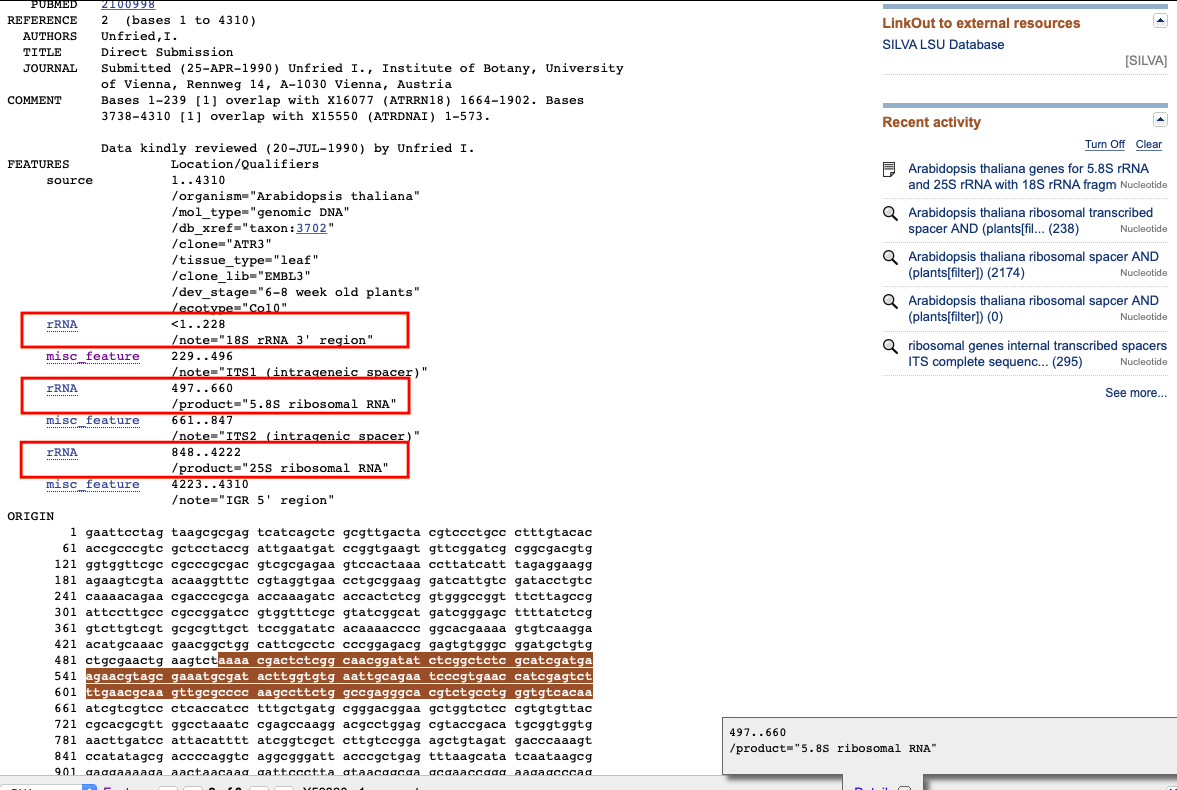 PUBMED 2100998
REFERENCE 2 (bases 1 to 4310)
AUTHORS Unfried,I.
TITLE Direct Submission
JOURNAL Submitted (25-APR-1990) Unfried I., Institute of Botany, University
of Vienna, Rennweg 14, A-1030 Vienna, Austria
COMMENT Bases 1-239 [1] overlap with X16077 (ATRRN18) 1664-1902. Bases
3738-4310 [1] overlap with X15550 (ATRDNAI) 1-573.
Data kindly reviewed (20-JUL-1990) by Unfried I.
FEATURES Location/Qualifiers
source 1..4310
/organism="Arabidopsis thaliana"
/mol_type="genomic DNA"
/db_xref="taxon:3702"
/clone="ATR3"
/tissue_type="leaf"
/clone_lib="EMBL3"
/dev_stage="6-8 week old plants"
/ecotype="Col0"
rRNA <1..228
/note="18S rRNA 3' region"
misc_feature 229..496
/note="ITS1 (intrageneic spacer)"
rRNA 497..660
/product="5.8S ribosomal RNA"
misc_feature 661..847
/note="ITS2 (intragenic spacer)"
rRNA 848..4222
/product="25S ribosomal RNA"
misc_feature 4223..4310
/note="IGR 5' region"
ORIGIN
1 gaattcctag taagcgcgag tcatcagctc gcgttgacta cgtccctgcc ctttgtacac
61 accgcccgtc gctcctaccg attgaatgat ccggtgaagt gttcggatcg cggcgacgtg
121 ggtggttcgc cgcccgcgac gtcgcgagaa gtccactaaa ccttatcatt tagaggaagg
181 agaagtcgta acaaggtttc cgtaggtgaa cctgcggaag gatcattgtc gatacctgtc
241 caaaacagaa cgacccgcga accaaagatc accactctcg gtgggccggt ttcttagccg
301 attccttgcc cgccggatcc gtggtttcgc gtatcggcat gatcgggagc ttttatctcg
361 gtcttgtcgt gcgcgttgct tccggatatc acaaaacccc ggcacgaaaa gtgtcaagga
421 acatgcaaac gaacggctgg cattcgcctc cccggagacg gagtgtgggc ggatgctgtg
481 ctgcgaactg aagtctaaaa cgactctcgg caacggatat ctcggctctc gcatcgatga
541 agaacgtagc gaaatgcgat acttggtgtg aattgcagaa tcccgtgaac catcgagtct
601 ttgaacgcaa gttgcgcccc aagccttctg gccgagggca cgtctgcctg ggtgtcacaa
661 atcgtcgtcc ctcaccatcc tttgctgatg cgggacggaa gctggtctcc cgtgtgttac
721 cgcacgcgtt ggcctaaatc cgagccaagg acgcctggag cgtaccgaca tgcggtggtg
781 aacttgatcc attacatttt atcggtcgct cttgtccgga agctgtagat gacccaaagt
841 ccatatagcg accccaggtc aggcgggatt acccgctgag tttaagcata tcaataagcg
901 gaggaaaaga aactaacaag gattccctta gtaacggcga gcgaaccggg aagagcccag
LinkOut to external resources
SILVA LSU Database
[SILVA]
Recent activity
Turn Off Clear
Arabidopsis thaliana genes for 5.8S rRNA
and 25S rRNA with 18S rRNA fragm Nucleotide
Arabidopsis thaliana ribosomal transcribed
spacer AND (plants[fil... (238) Nucleotide
Arabidopsis thaliana ribosomal spacer AND
(plants[filter]) (2174) Nucleotide
Arabidopsis thaliana ribosomal sapcer AND
(plants[filter]) (0) Nucleotide
ribosomal genes internal transcribed spacers
ITS complete sequenc... (295) Nucleotide
See more...
497..660
/product="5.8S ribosomal RNA"